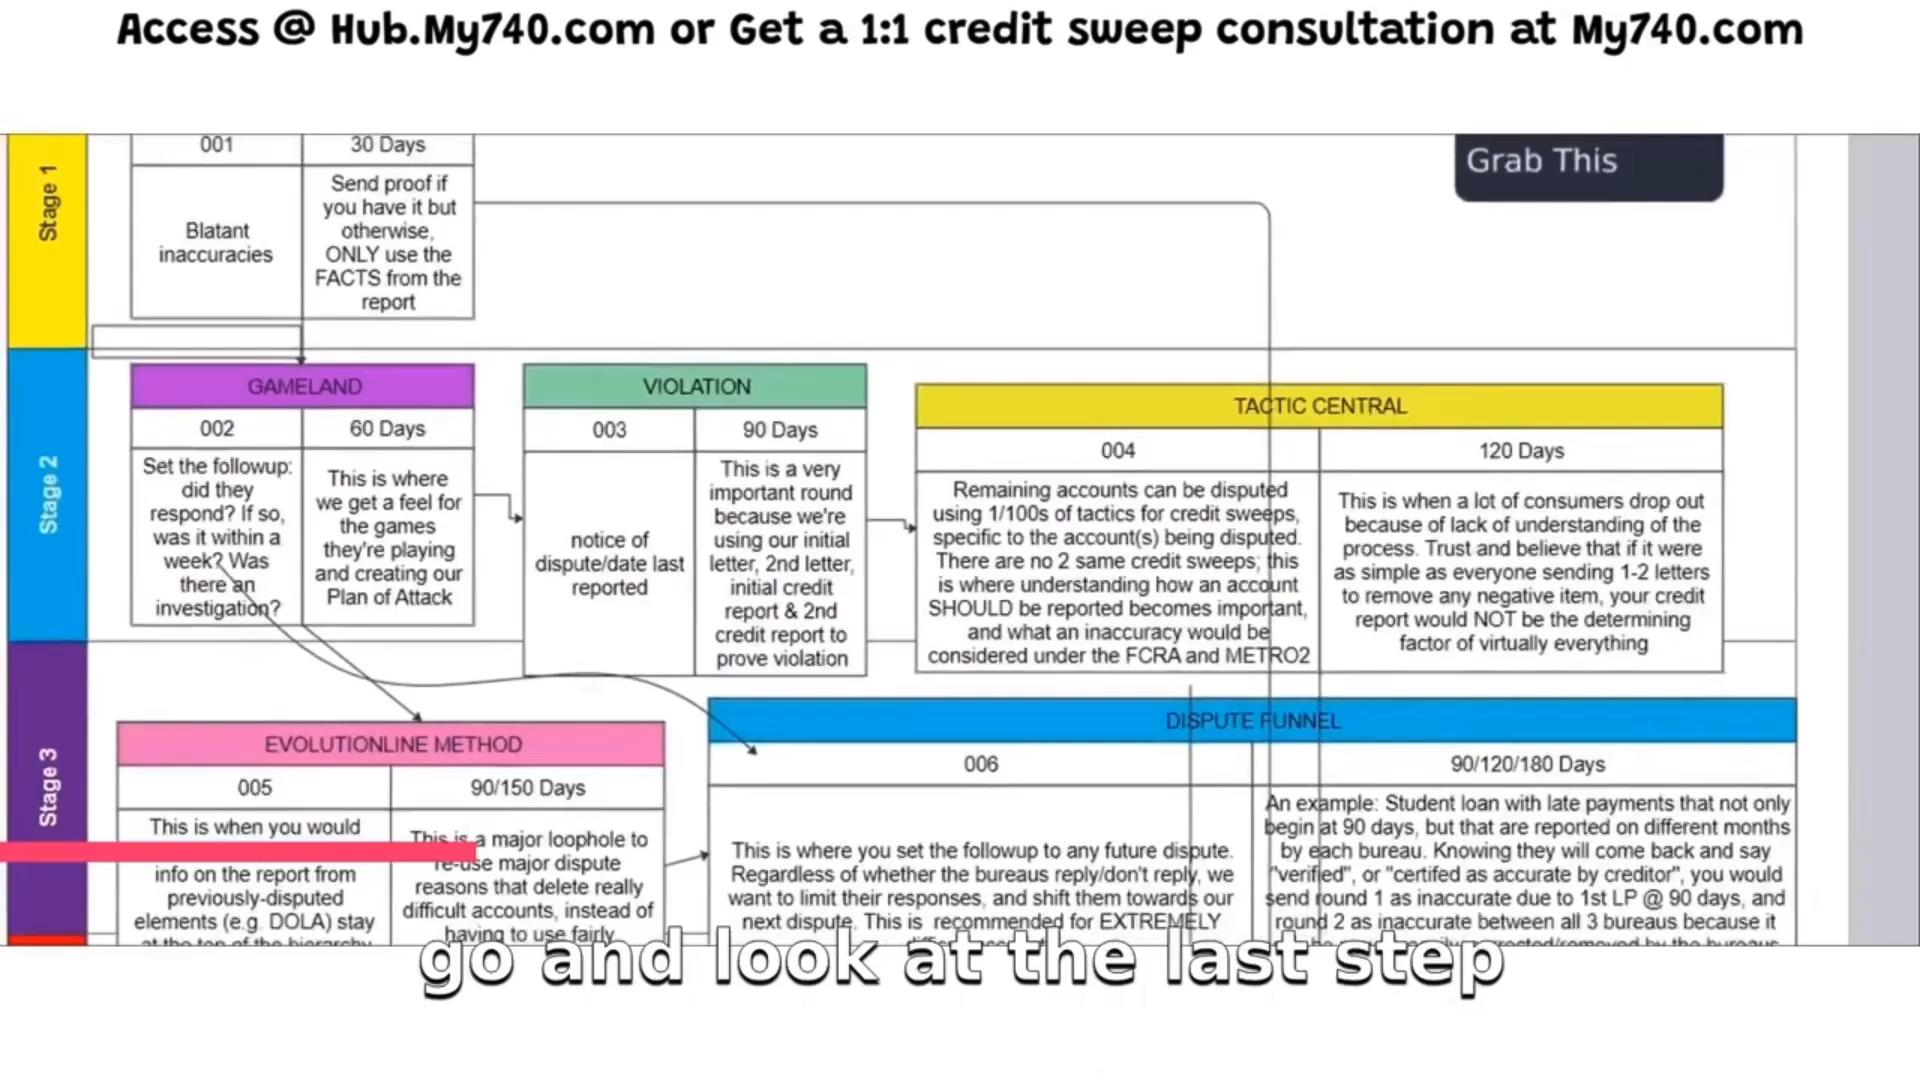 Access @ Hub.My740.com or Get a 1:1 credit sweep consultation at My740.com
Grab This
Stage 1
001
30 Days
Blatant
inaccuracies
Send proof if
you have it but
otherwise,
ONLY use the
FACTS from the
report
Stage 2
GAMELAND
002
60 Days
Set the followup:
did they
respond? If so,
was it within a
week? Was
there an
investigation?
This is where
we get a feel for
the games
they're playing
and creating our
Plan of Attack
VIOLATION
003
90 Days
notice of
dispute/date last
reported
This is a very
important round
because we're
using our initial
letter, 2nd letter,
initial credit
report & 2nd
credit report to
prove violation
TACTIC CENTRAL
004
120 Days
Remaining accounts can be disputed
using 1/100s of tactics for credit sweeps,
specific to the account(s) being disputed.
There are no 2 same credit sweeps; this
is where understanding how an account
SHOULD be reported becomes important,
and what an inaccuracy would be
considered under the FCRA and METRO2
This is when a lot of consumers drop out
because of lack of understanding of the
process. Trust and believe that if it were
as simple as everyone sending 1-2 letters
to remove any negative item, your credit
report would NOT be the determining
factor of virtually everything
Stage 3
EVOLUTIONLINE METHOD
005
90/150 Days
This is when you would
info on the report from
previously-disputed
elements (e.g. DOLA) stay
at the top of the hierarchy
This is a major loophole to
re-use major dispute
reasons that delete really
difficult accounts, instead of
having to use fairly
DISPUTE FUNNEL
006
90/120/180 Days
This is where you set the followup to any future dispute.
Regardless of whether the bureaus reply/don't reply, we
want to limit their responses, and shift them towards our
next dispute. This is recommended for EXTREMELY
An example: Student loan with late payments that not only
begin at 90 days, but that are reported on different months
by each bureau. Knowing they will come back and say
"verified", or "certifed as accurate by creditor", you would
send round 1 as inaccurate due to 1st LP @ 90 days, and
round 2 as inaccurate between all 3 bureaus because it
go and look at the last step